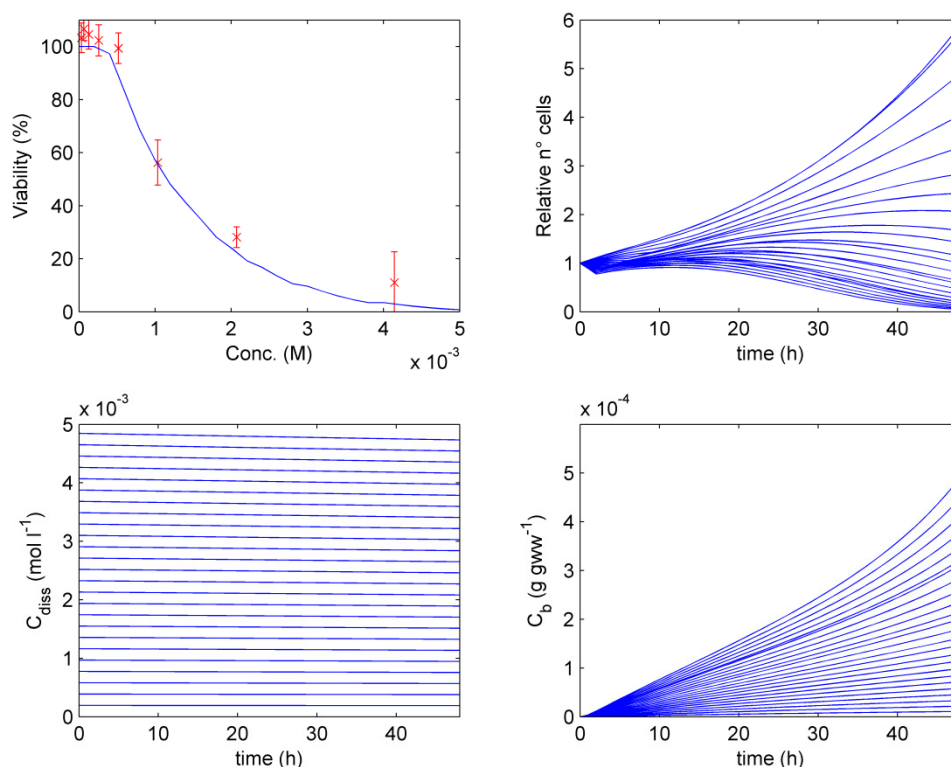 100
80
60
40
20
0
Viability (%)
0 1 2 3 4 5
Conc. (M)
x 10⁻³
6
5
4
3
2
1
0
Relative n° cells
0 10 20 30 40
time (h)
x 10⁻³
5
4
3
2
1
0
C_diss (mol l⁻¹)
0 10 20 30 40
time (h)
x 10⁻⁴
5
4
3
2
1
0
C_b (g gww⁻¹)
0 10 20 30 40
time (h)